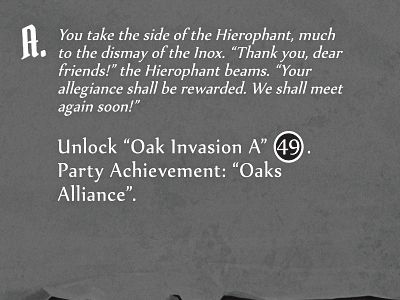 A. You take the side of the Hierophant, much
to the dismay of the Inox. “Thank you, dear
friends!” the Hierophant beams. “Your
allegiance shall be rewarded. We shall meet
again soon!”
Unlock “Oak Invasion A” 49 .
Party Achievement: “Oaks
Alliance”.